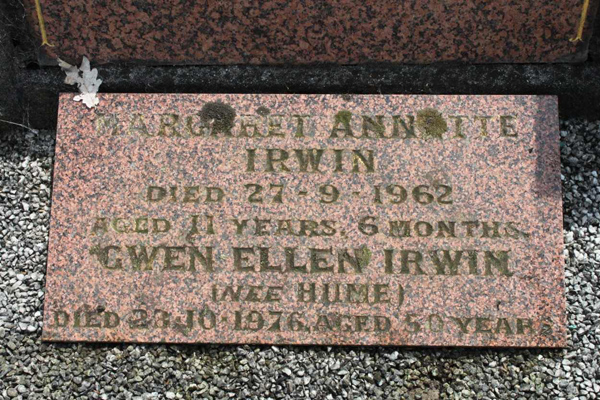 MARGARET ANNETTE
IRWIN
DIED 27-9-1962
AGED 11 YEARS. 6 MONTHS.
GWEN ELLEN IRWIN
(NEE HUME)
DIED 23-10-1976, AGED 50 YEARS